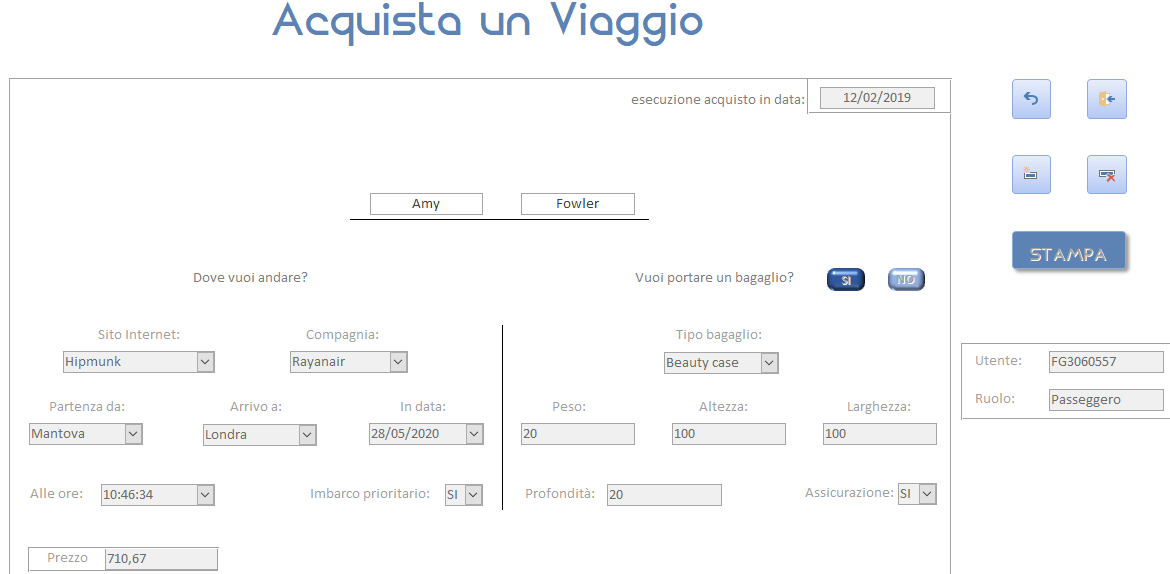 Acquista un Viaggio
esecuzione acquisto in data: 12/02/2019
Amy Fowler
STAMPA
Dove vuoi andare? Vuoi portare un bagaglio? SI NO
Sito Internet: Compagnia: Tipo bagaglio:
Hipmunk Rayanair Beauty case
Utente: FG3060557
Ruolo: Passeggero
Partenza da: Arrivo a: In data: Peso: Altezza: Larghezza:
Mantova Londra 28/05/2020 20 100 100
Alle ore: 10:46:34 Imbarco prioritario: SI Profondità: 20 Assicurazione: SI
Prezzo 710,67